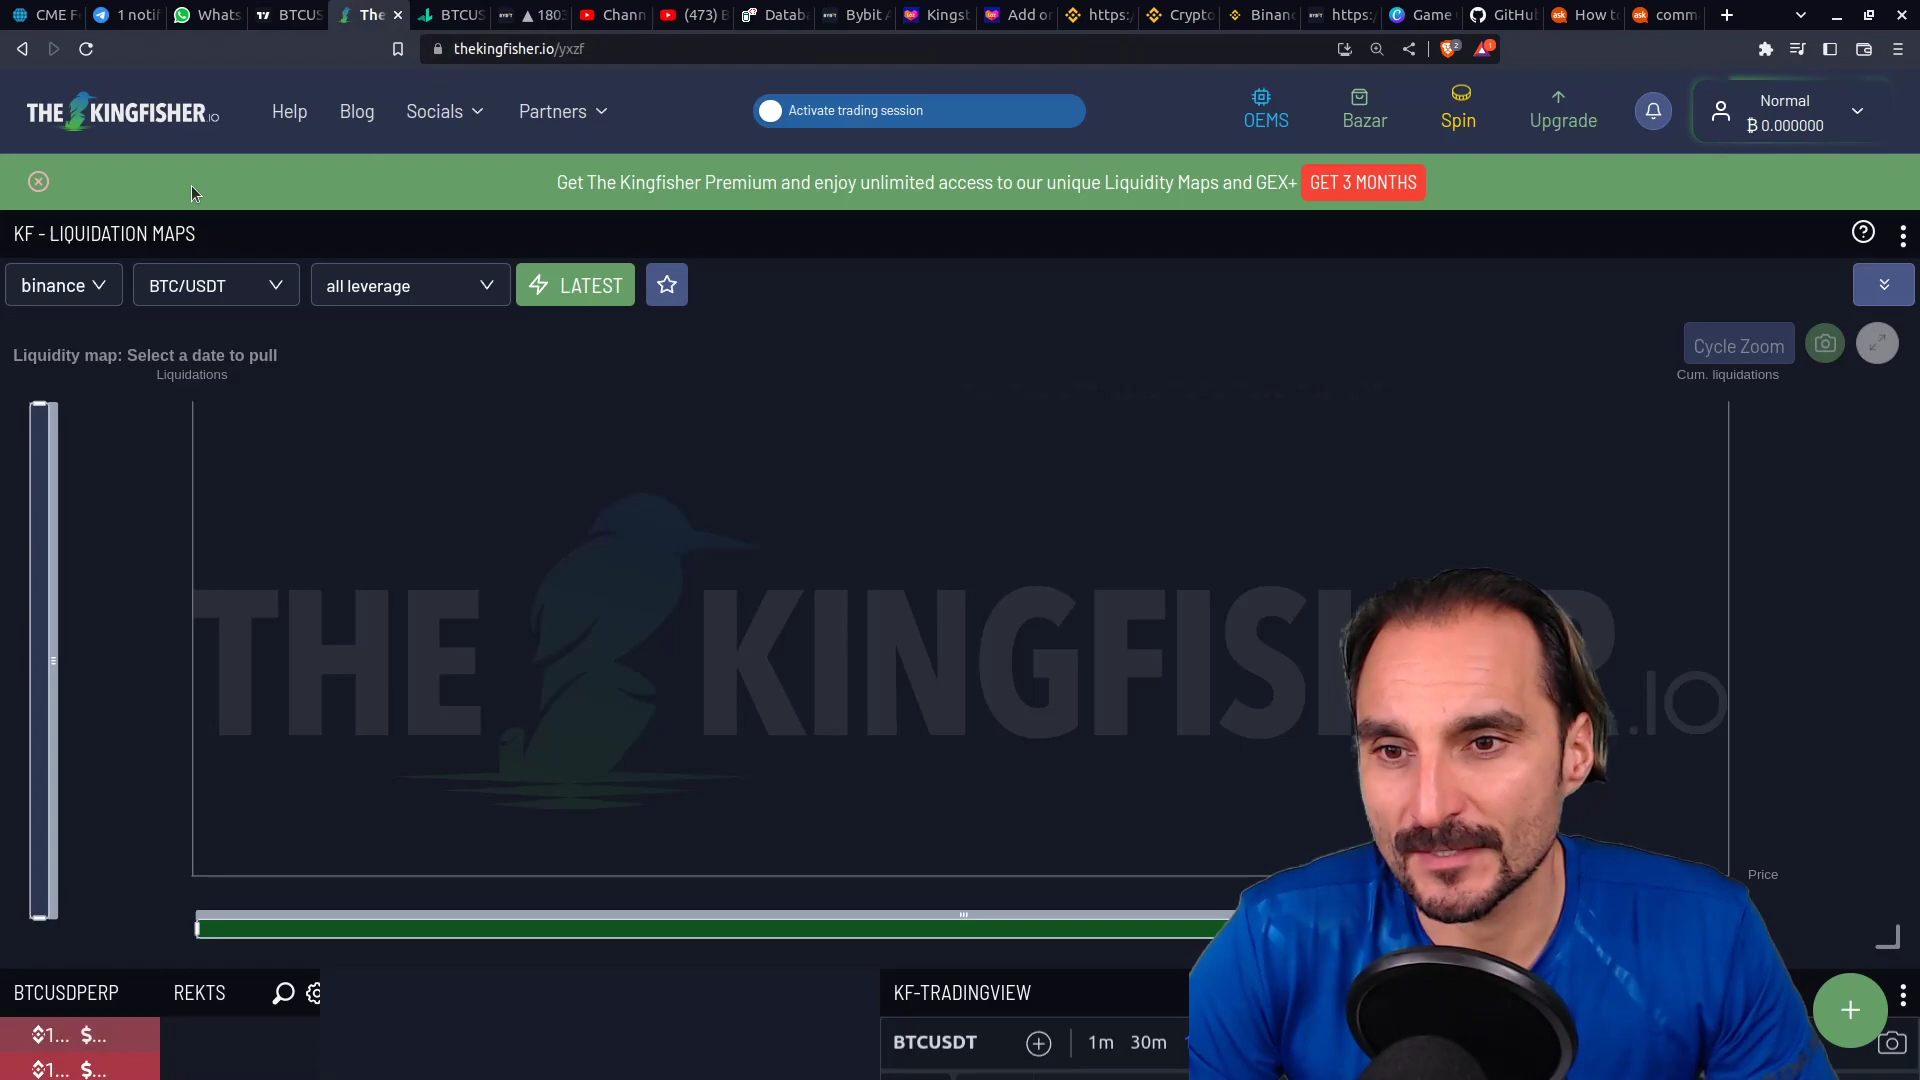 CME F
1 notif
Whats
BTCUS
The
BTCUS
▲ 180
Chann
(473) B
Datab
Bybit
Kingst
Add o
https:
Crypto
Binan
https:
Game
GitHu
How t
comm
thekingfisher.io/yxzf
THE KINGFISHER.IO
Help
Blog
Socials
Partners
Activate trading session
OEMS
Bazar
Spin
Upgrade
Normal
₿ 0.000000
Get The Kingfisher Premium and enjoy unlimited access to our unique Liquidity Maps and GEX+ GET 3 MONTHS
KF - LIQUIDATION MAPS
binance
BTC/USDT
all leverage
LATEST
Cycle Zoom
Liquidity map: Select a date to pull
Liquidations
Cum. liquidations
THE KINGFISHER.IO
Price
BTCUSDPERP
REKTS
KF-TRADINGVIEW
1... $...
BTCUSDT
1m
30m
1... $...